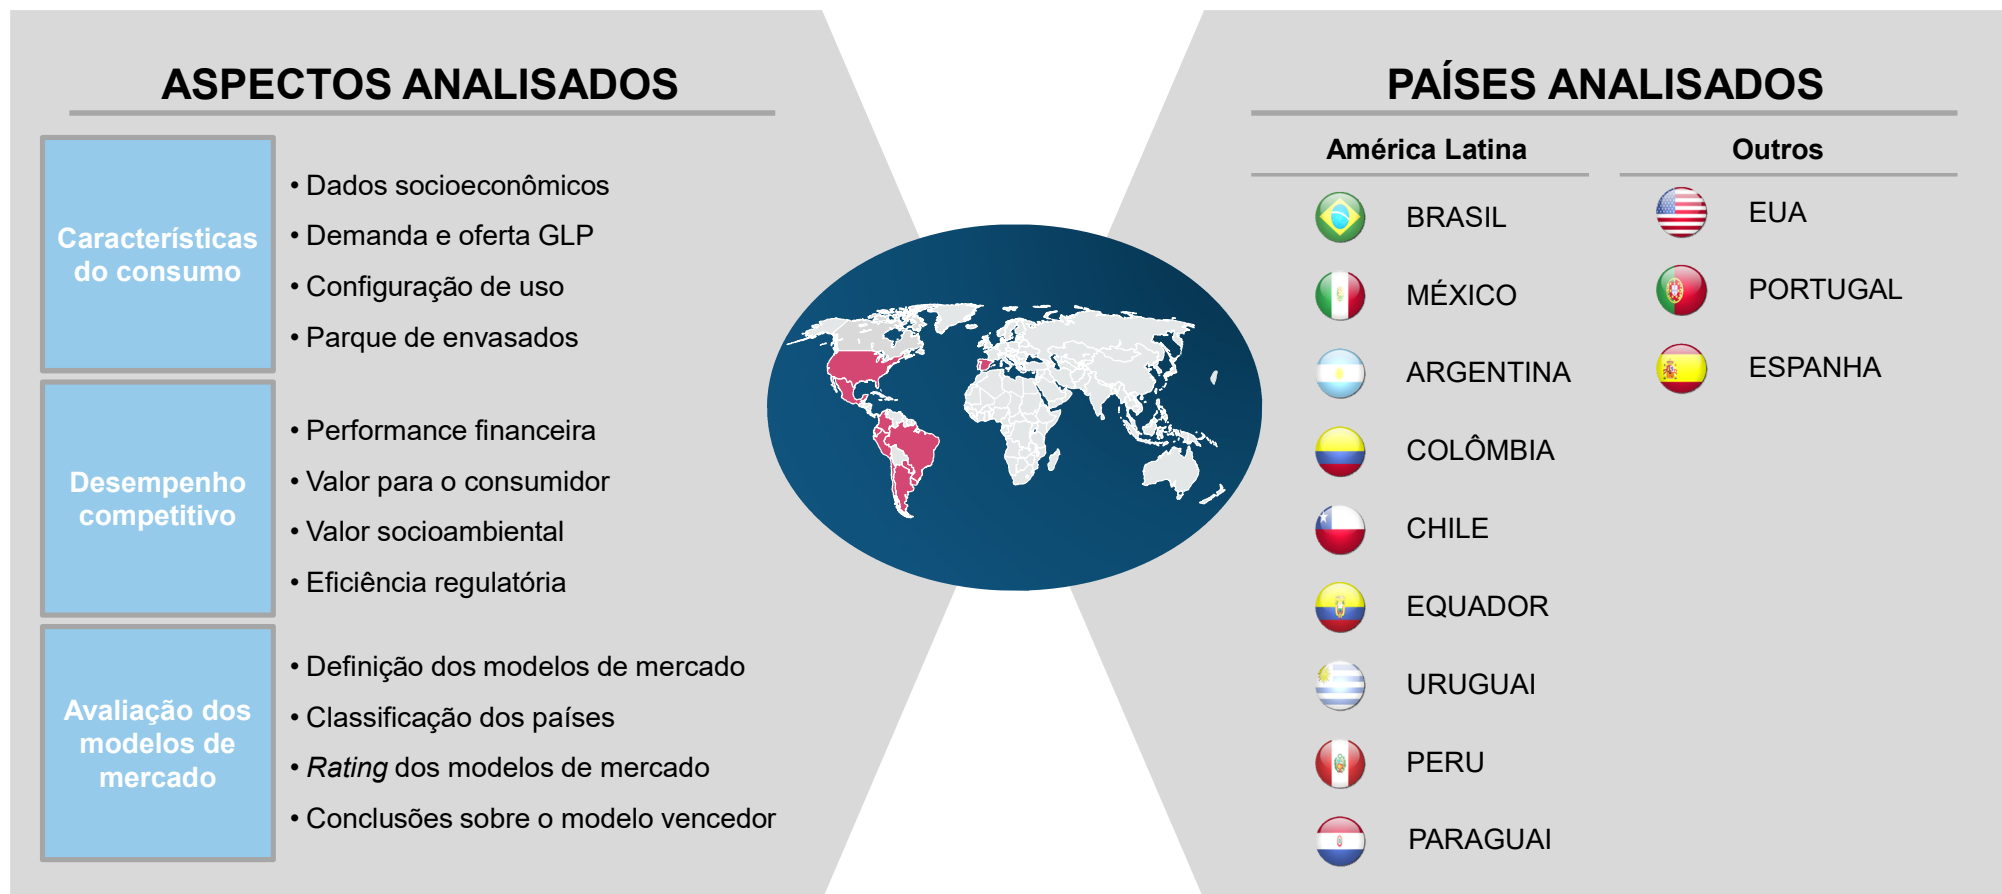 ASPECTOS ANALISADOS
Características
do consumo
• Dados socioeconômicos
• Demanda e oferta GLP
• Configuração de uso
• Parque de envasados
Desempenho
competitivo
• Performance financeira
• Valor para o consumidor
• Valor socioambiental
• Eficiência regulatória
Avaliação dos
modelos de
mercado
• Definição dos modelos de mercado
• Classificação dos países
• Rating dos modelos de mercado
• Conclusões sobre o modelo vencedor
PAÍSES ANALISADOS
América Latina
BRASIL
MÉXICO
ARGENTINA
COLÔMBIA
CHILE
EQUADOR
URUGUAI
PERU
PARAGUAI
Outros
EUA
PORTUGAL
ESPANHA